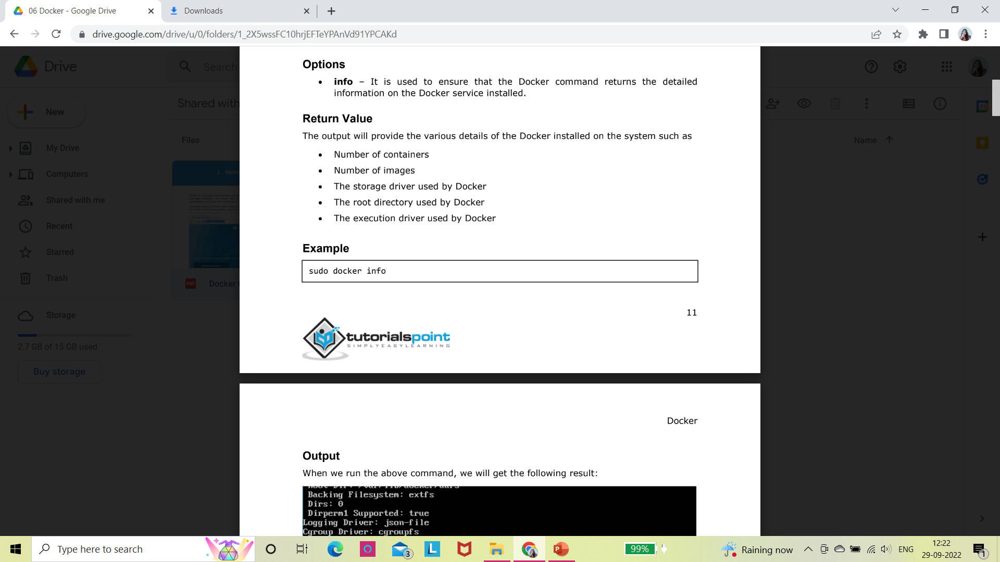 06 Docker - Google Drive
Downloads
drive.google.com/drive/u/0/folders/1_2X5wssFC10hrjEFTeYPAnVd91YPCAKd
Drive
Search
New
Shared with
Files
Name
My Drive
Computers
Shared with me
Recent
Starred
Trash
Storage
2.7 GB of 15 GB used
Buy storage
1. Docke
PDF
Docker
31
Options
• info – It is used to ensure that the Docker command returns the detailed
information on the Docker service installed.
Return Value
The output will provide the various details of the Docker installed on the system such as
• Number of containers
• Number of images
• The storage driver used by Docker
• The root directory used by Docker
• The execution driver used by Docker
Example
sudo docker info
11
tutorialspoint
SIMPLYEASYLEARNING
Docker
Output
When we run the above command, we will get the following result:
Backing Filesystem: extfs
Dirs: 0
Dirperm1 Supported: true
Logging Driver: json-file
Cgroup Driver: cgroupfs
Type here to search
3
L
P
99%
Raining now
ENG
12:22
29-09-2022
1